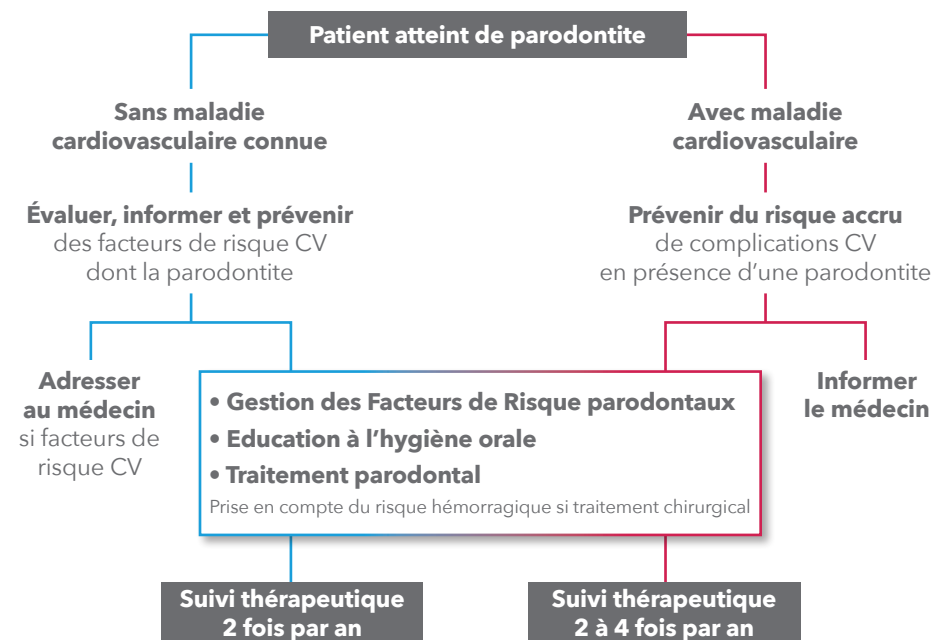 Patient atteint de parodontite
Sans maladie
cardiovasculaire connue
Avec maladie
cardiovasculaire
Évaluer, informer et prévenir
des facteurs de risque CV
dont la parodontite
Prévenir du risque accru
de complications CV
en présence d’une parodontite
Adresser
au médecin
si facteurs de
risque CV
• Gestion des Facteurs de Risque parodontaux
• Education à l’hygiène orale
• Traitement parodontal
Prise en compte du risque hémorragique si traitement chirurgical
Informer
le médecin
Suivi thérapeutique
2 fois par an
Suivi thérapeutique
2 à 4 fois par an